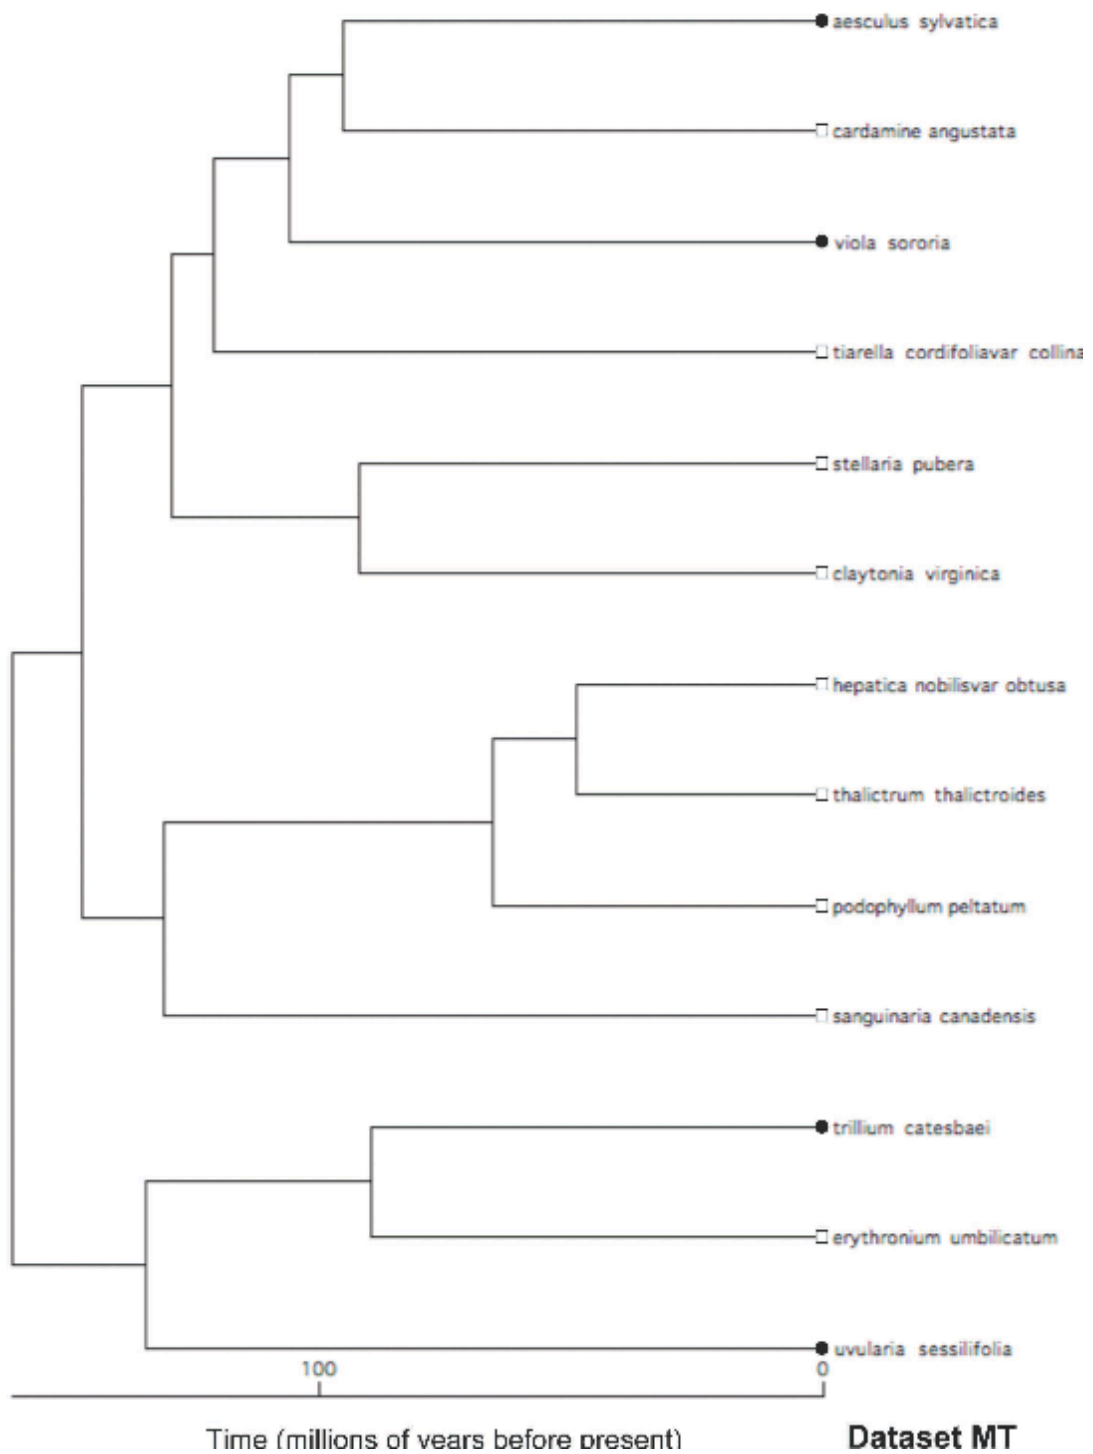 aesculus sylvatica
cardamine angustata
viola sororia
tiarella cordifoliavar collina
stellaria pubera
claytonia virginica
hepatica nobilisvar obtusa
thalictrum thalictroides
podophyllum peltatum
sanguinaria canadensis
trillium catesbaei
erythronium umbilicatum
uvularia sessilifolia
100 0
Time (millions of years before present) Dataset MT